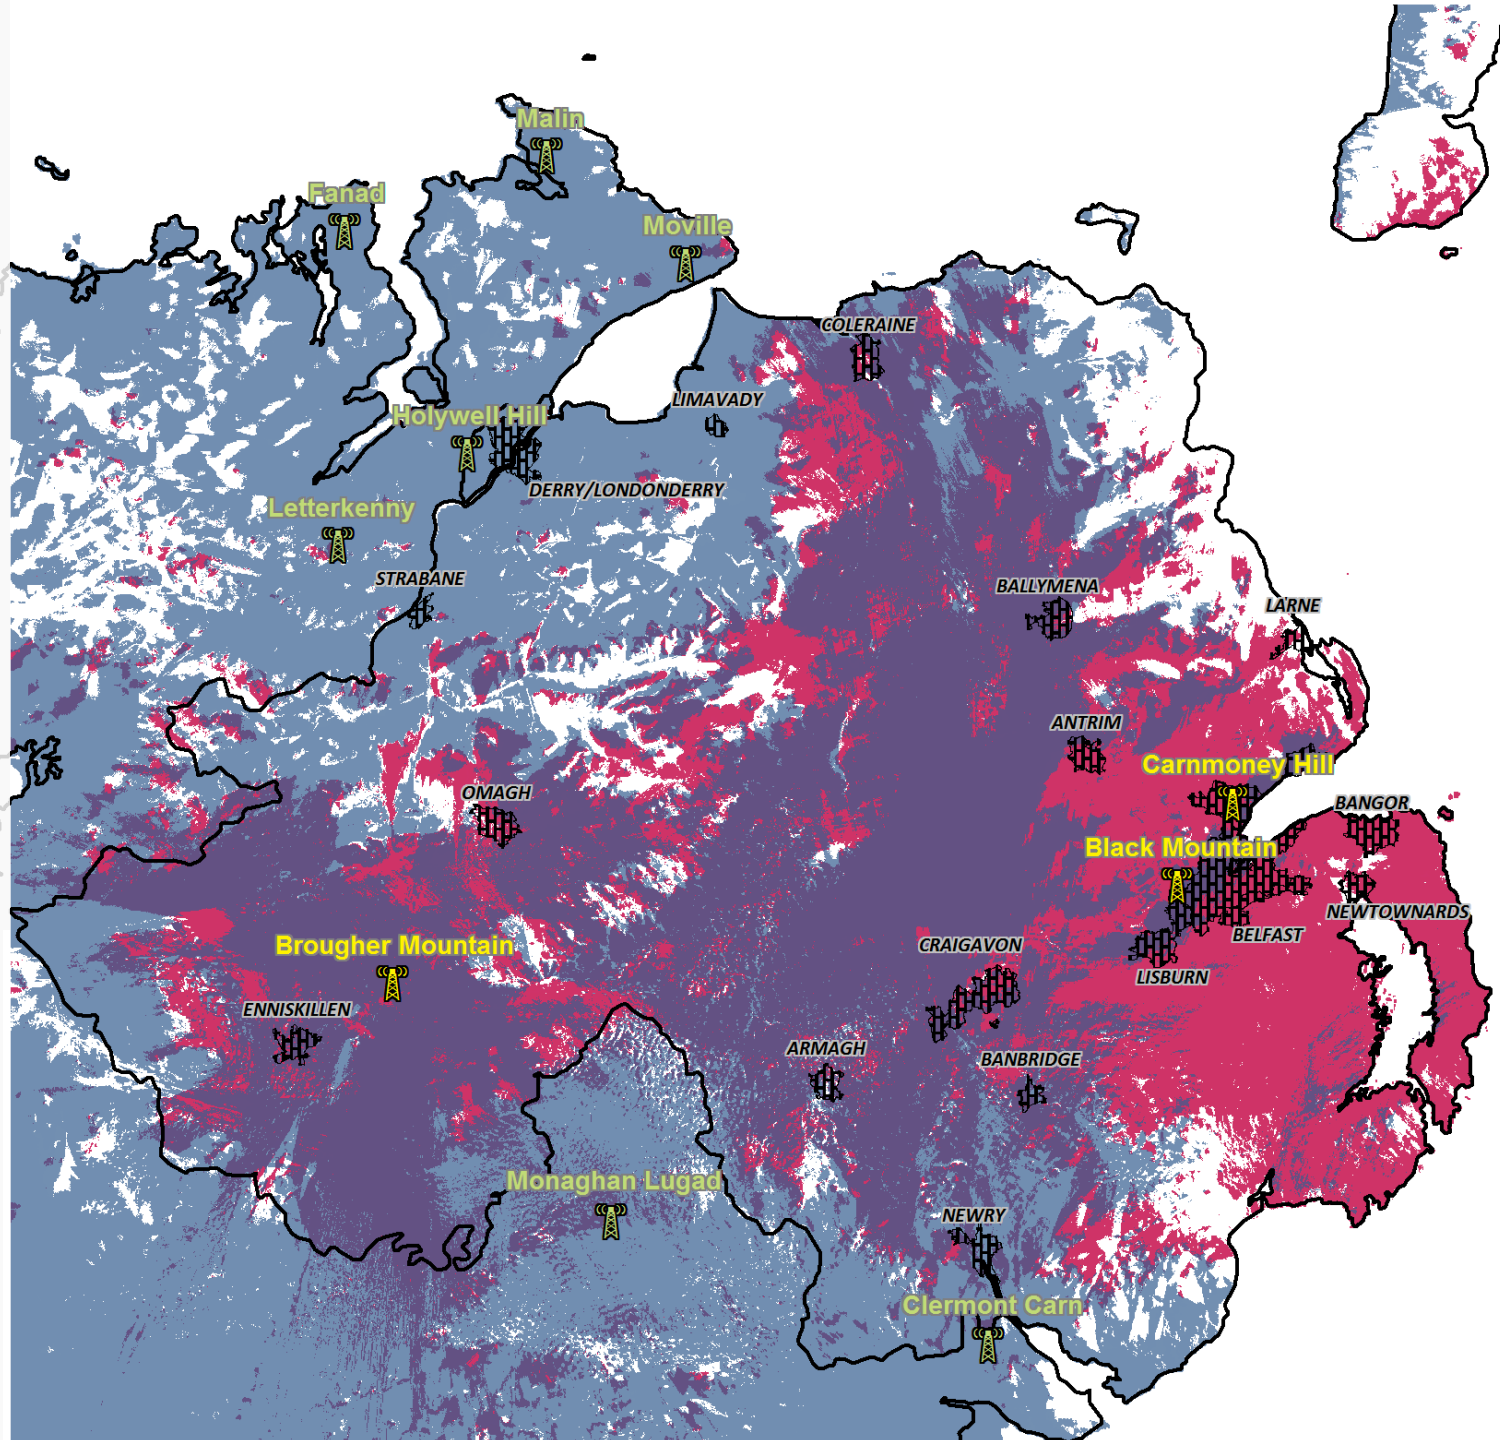 Malin
Fanad
Moville
COLERAINE
LIMAVADY
Holywell Hill
DERRY/LONDONDERRY
Letterkenny
STRABANE
BALLYMENA
LARNE
ANTRIM
Carnmoney Hill
OMAGH
BANGOR
Black Mountain
NEWTOWNARDS
BELFAST
Brougher Mountain
CRAIGAVON
LISBURN
ENNISKILLEN
ARMAGH
BANBRIDGE
Monaghan Lugad
NEWRY
Clermont Carn